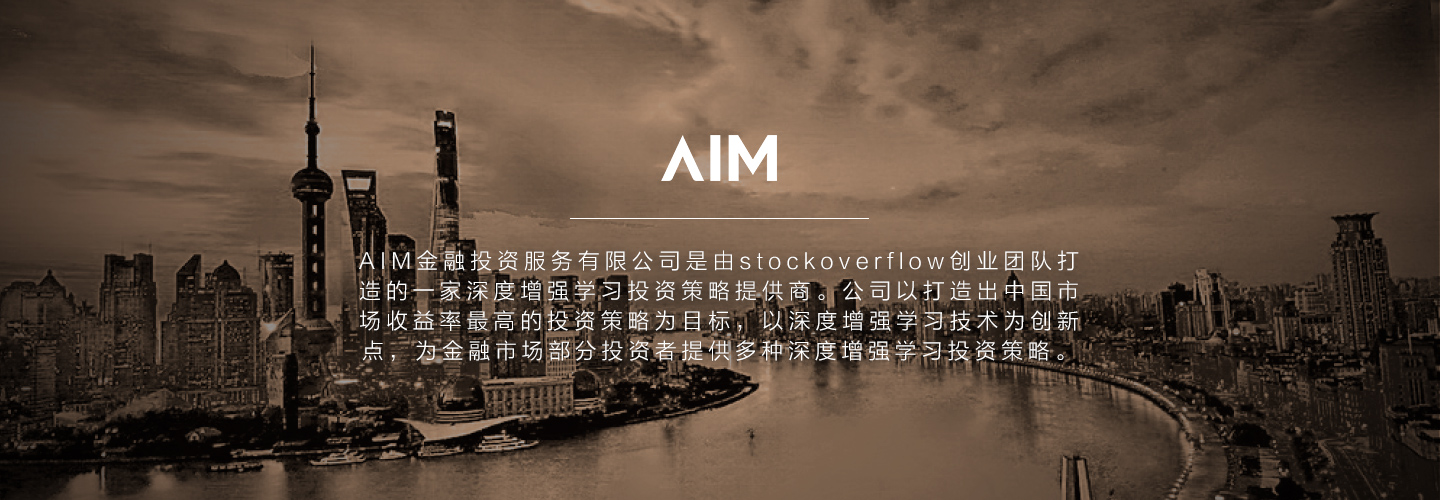 AIM
AIM金融投资服务有限公司是由stockoverflow创业团队打
造的一家深度增强学习投资策略提供商。公司以打造出中国市
场收益率最高的投资策略为目标，以深度增强学习技术为创新
点，为金融市场部分投资者提供多种深度增强学习投资策略。